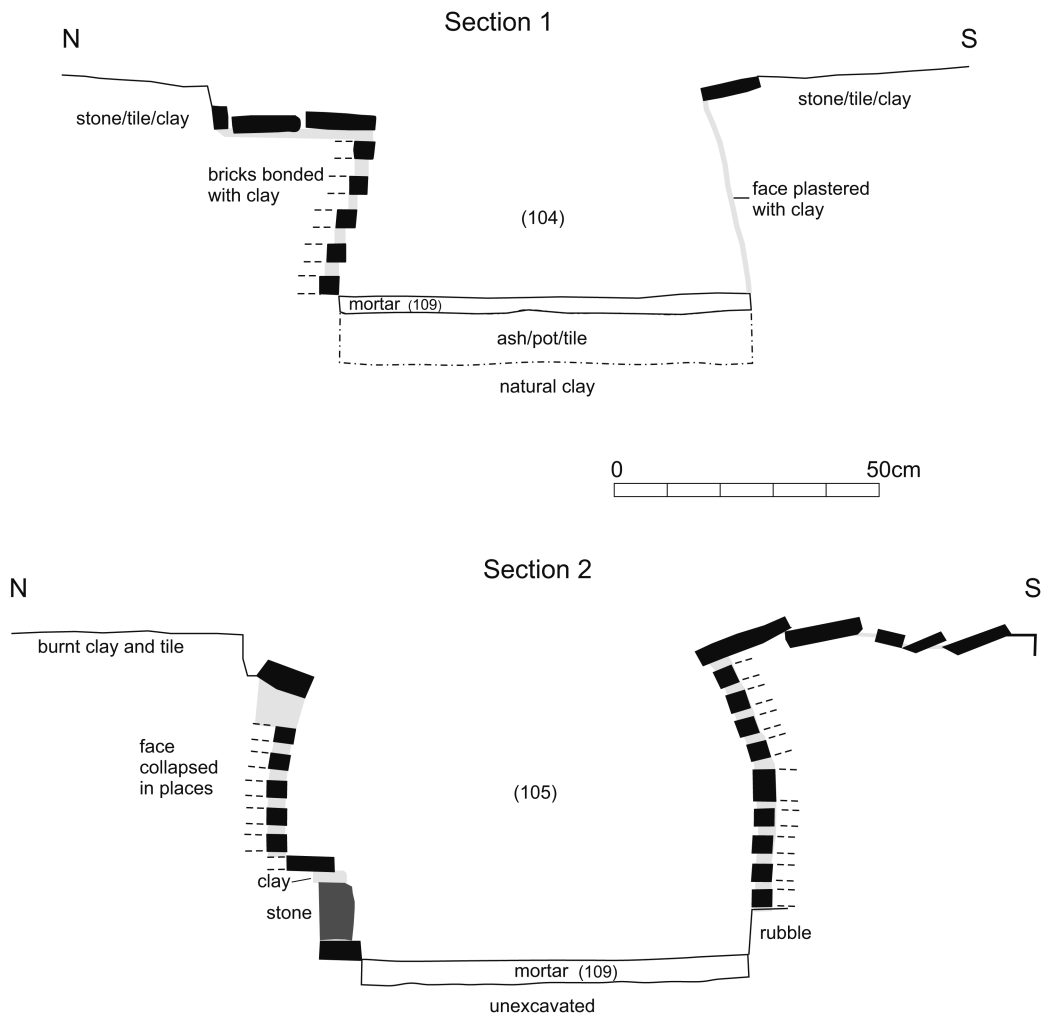 Section 1
N
S
stone/tile/clay
stone/tile/clay
bricks bonded
with clay
face plastered
with clay
(104)
mortar (109)
ash/pot/tile
natural clay
0
50cm
Section 2
N
S
burnt clay and tile
face
collapsed
in places
(105)
clay
stone
rubble
mortar (109)
unexcavated